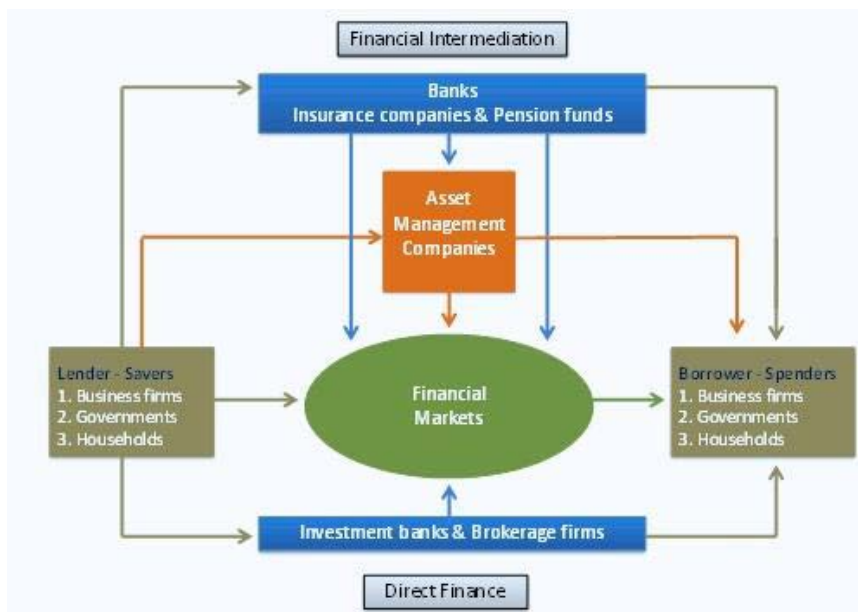 Financial Intermediation
Banks
Insurance companies & Pension funds
Asset
Management
Companies
Lender - Savers
1. Business firms
2. Governments
3. Households
Financial
Markets
Borrower - Spenders
1. Business firms
2. Governments
3. Households
Investment banks & Brokerage firms
Direct Finance